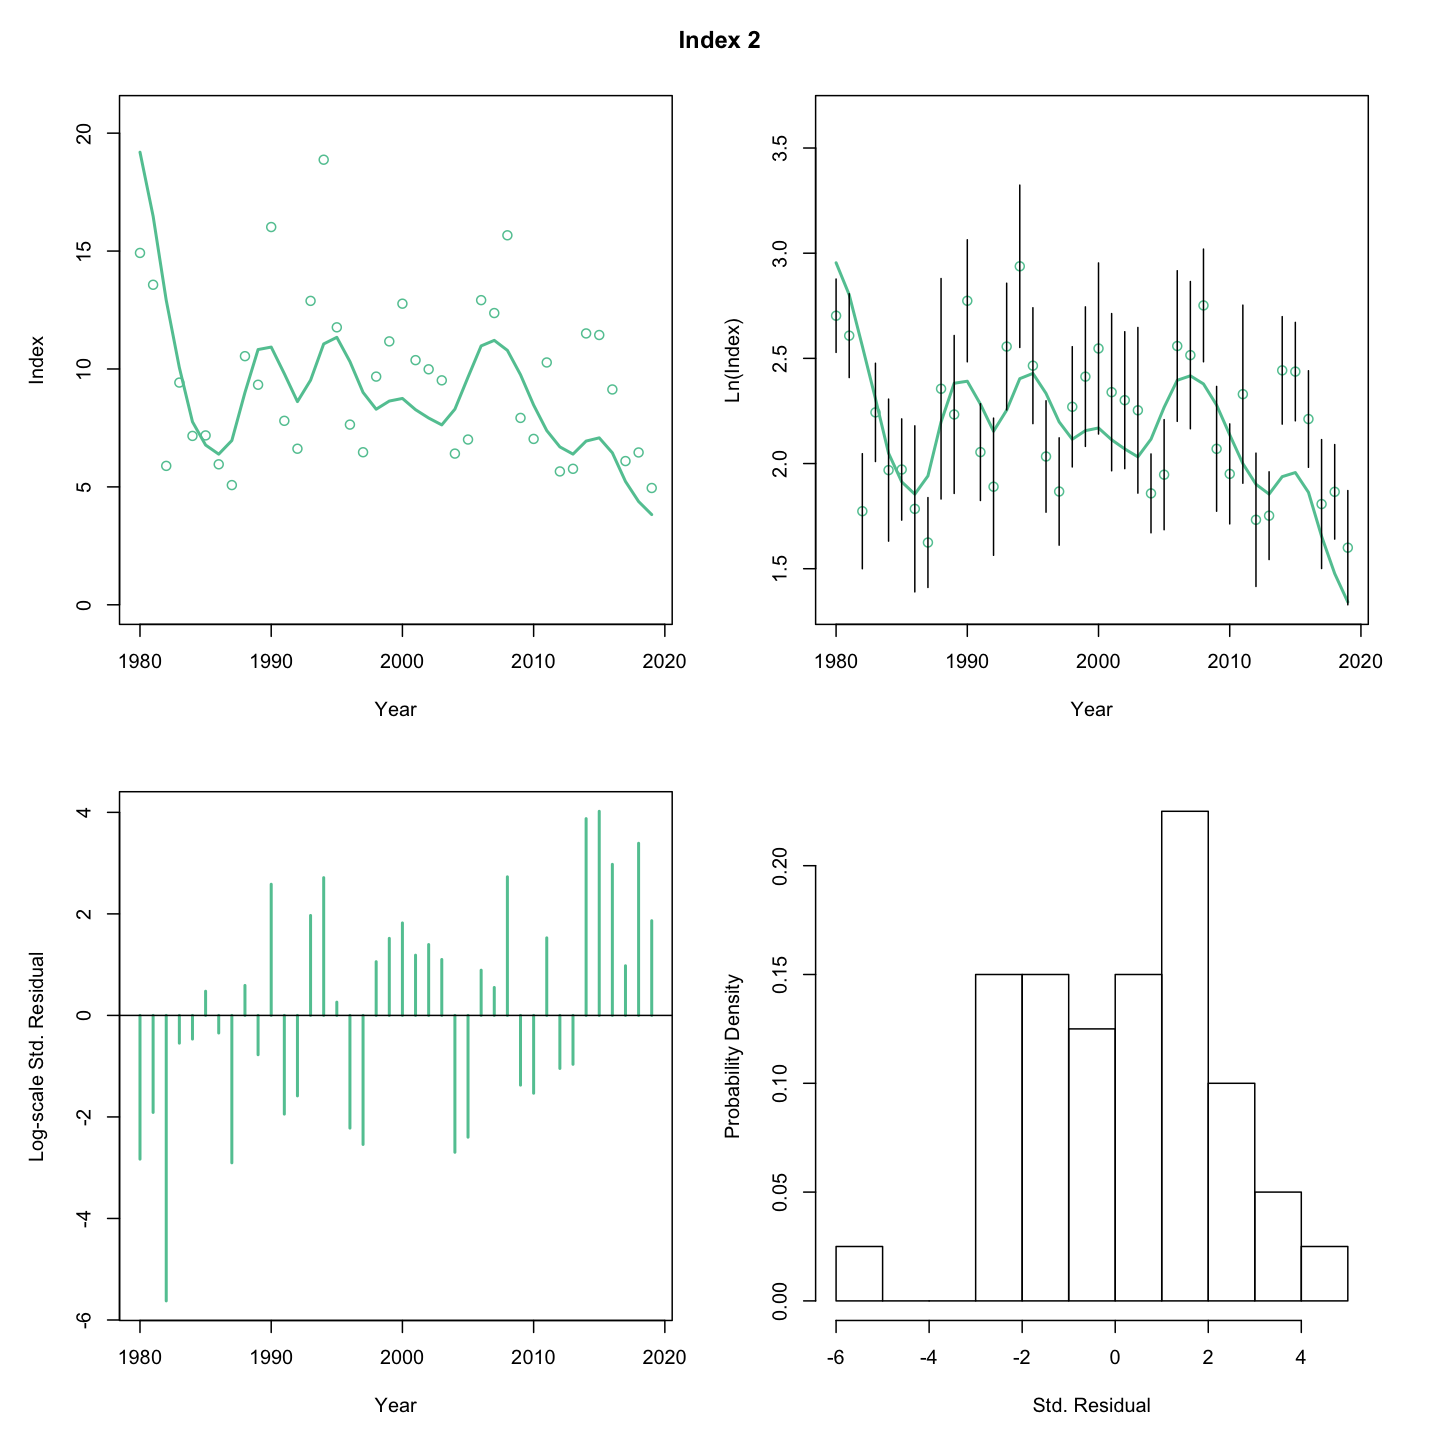 Index 2
Index
20
15
10
5
0
1980 1990 2000 2010 2020
Year
Ln(Index)
3.5
3.0
2.5
2.0
1.5
1980 1990 2000 2010 2020
Year
Log-scale Std. Residual
4
2
0
-2
-4
-6
1980 1990 2000 2010 2020
Year
Probability Density
0.20
0.15
0.10
0.05
0.00
-6 -4 -2 0 2 4
Std. Residual